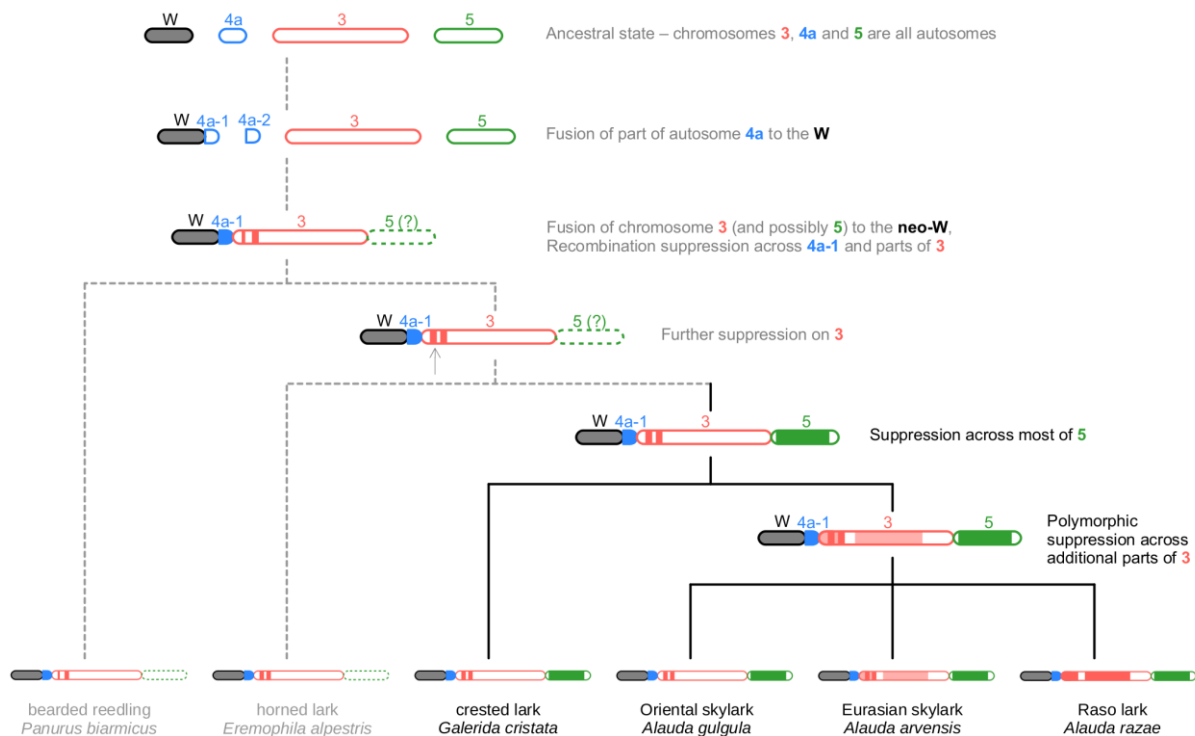 W 4a 3 5
Ancestral state – chromosomes 3, 4a and 5 are all autosomes
W 4a-1 4a-2 3 5
Fusion of part of autosome 4a to the W
W 4a-1 3 5 (?)
Fusion of chromosome 3 (and possibly 5) to the neo-W,
Recombination suppression across 4a-1 and parts of 3
W 4a-1 3 5 (?)
Further suppression on 3
W 4a-1 3 5
Suppression across most of 5
W 4a-1 3 5
Polymorphic
suppression across
additional parts of 3
bearded reedling
Panurus biarmicus
horned lark
Eremophila alpestris
crested lark
Galerida cristata
Oriental skylark
Alauda gulgula
Eurasian skylark
Alauda arvensis
Raso lark
Alauda razae